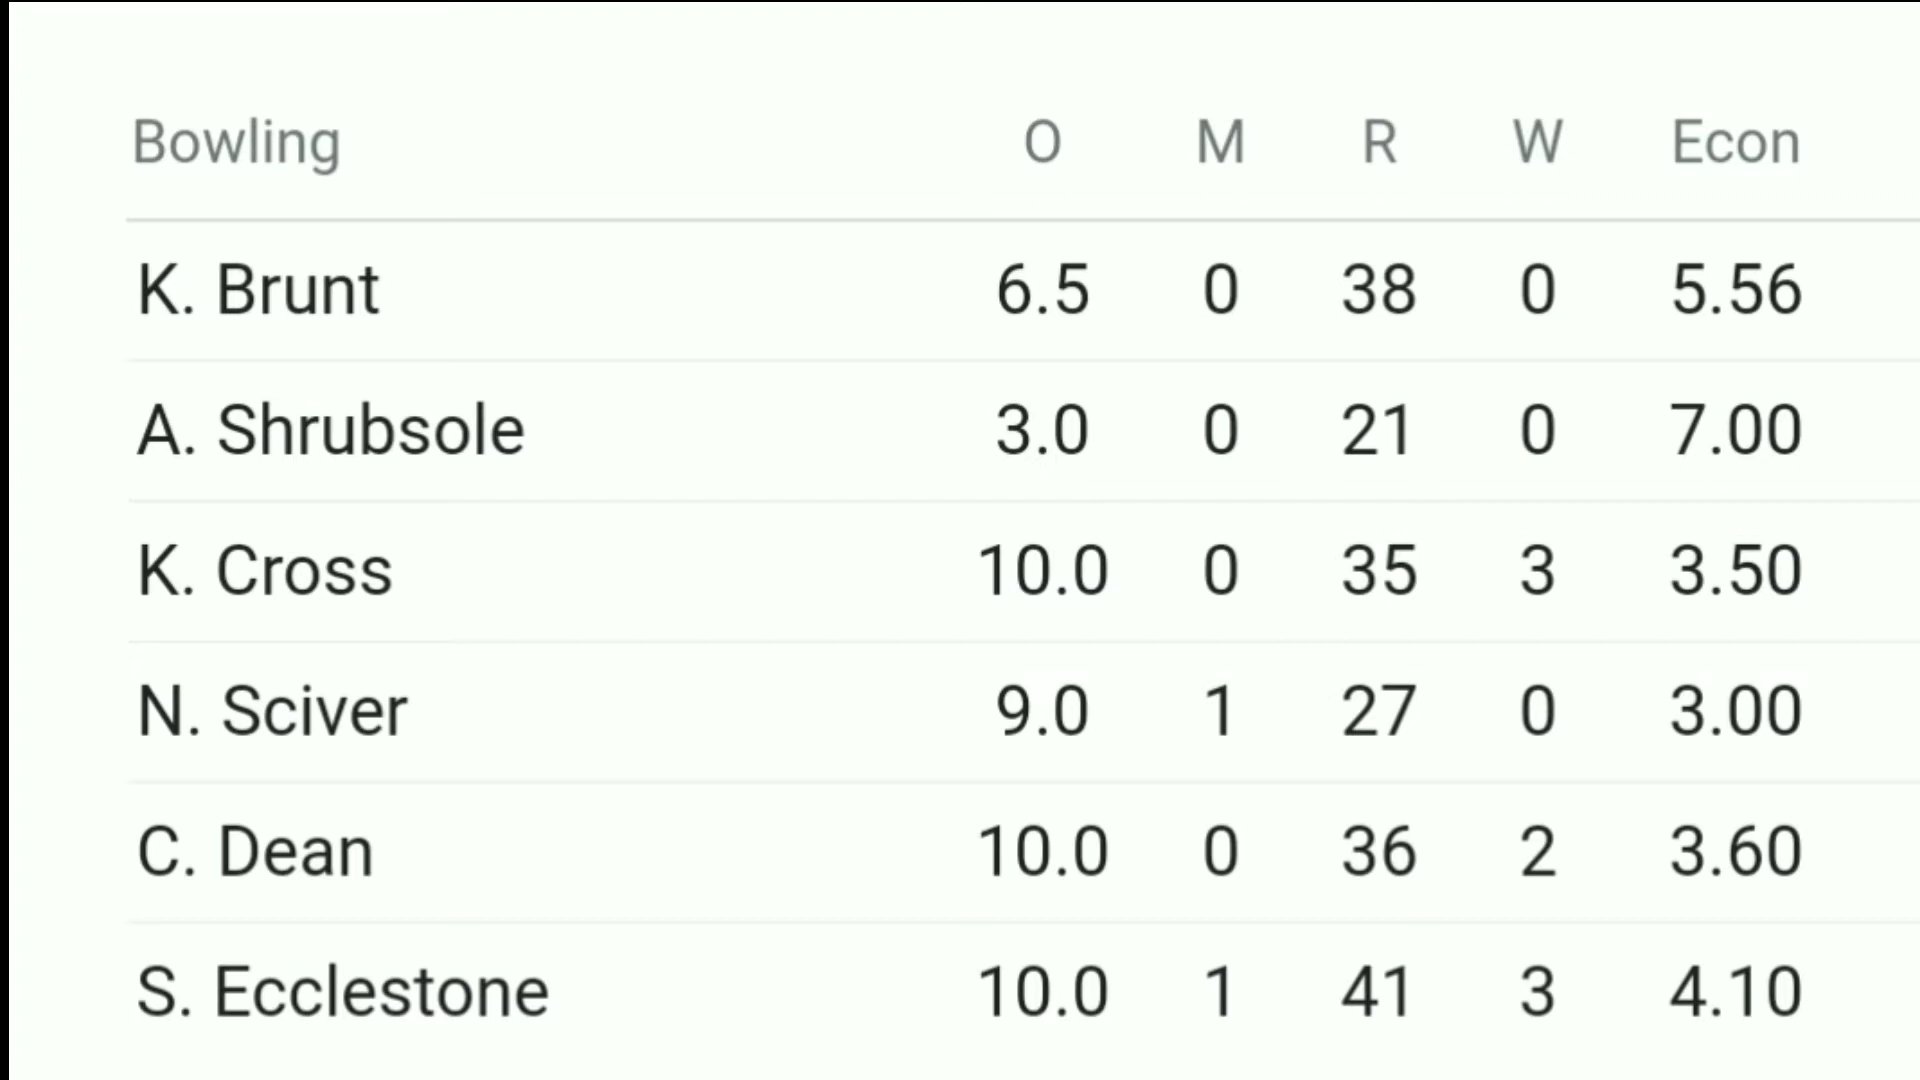 Bowling O M R W Econ
K. Brunt 6.5 0 38 0 5.56
A. Shrubsole 3.0 0 21 0 7.00
K. Cross 10.0 0 35 3 3.50
N. Sciver 9.0 1 27 0 3.00
C. Dean 10.0 0 36 2 3.60
S. Ecclestone 10.0 1 41 3 4.10